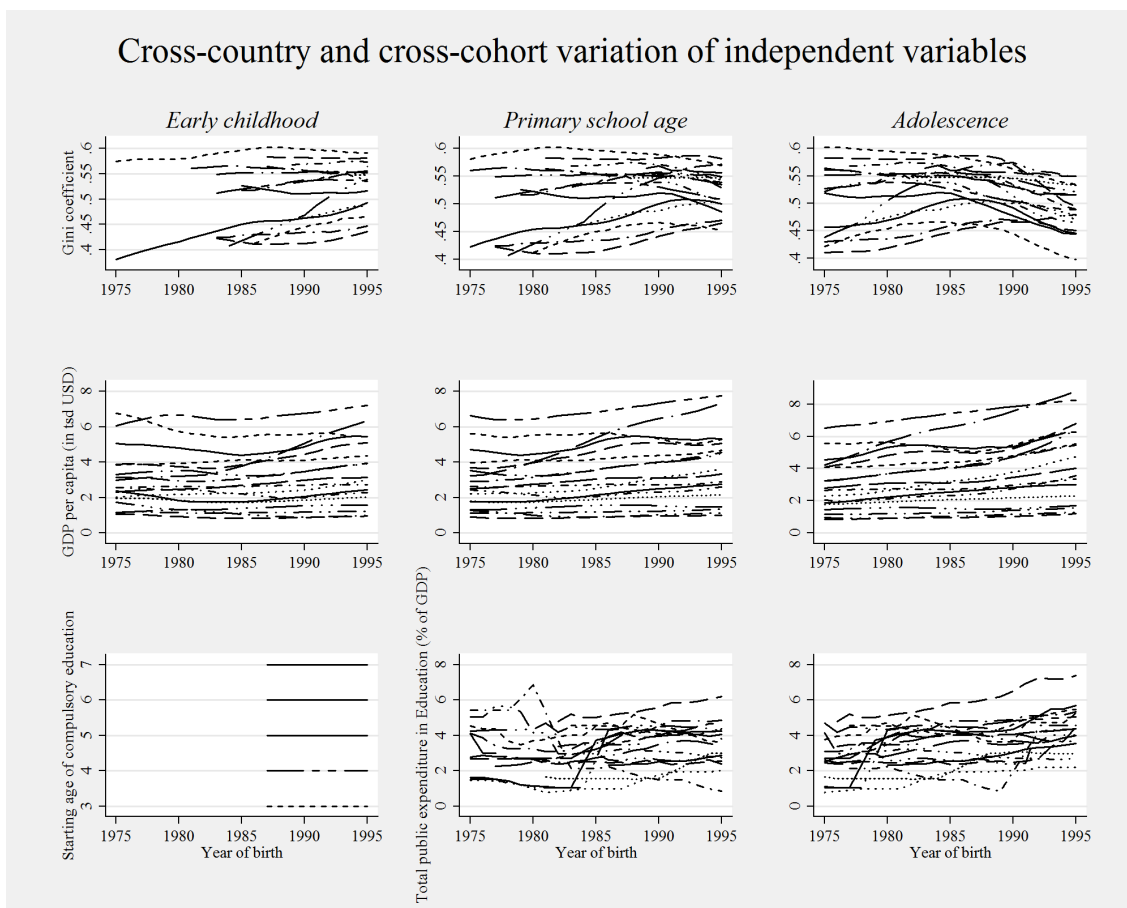 Cross-country and cross-cohort variation of independent variables
Early childhood
Primary school age
Adolescence
Gini coefficient
.6
.55
.5
.45
.4
1975 1980 1985 1990 1995
.6
.55
.5
.45
.4
1975 1980 1985 1990 1995
.6
.55
.5
.45
.4
1975 1980 1985 1990 1995
GDP per capita (in tsd USD)
8
6
4
2
0
1975 1980 1985 1990 1995
8
6
4
2
0
1975 1980 1985 1990 1995
8
6
4
2
0
1975 1980 1985 1990 1995
Starting age of compulsory education
7
6
5
4
3
1975 1980 1985 1990 1995
Year of birth
Total public expenditure in Education (% of GDP)
8
6
4
2
0
1975 1980 1985 1990 1995
Year of birth
8
6
4
2
0
1975 1980 1985 1990 1995
Year of birth